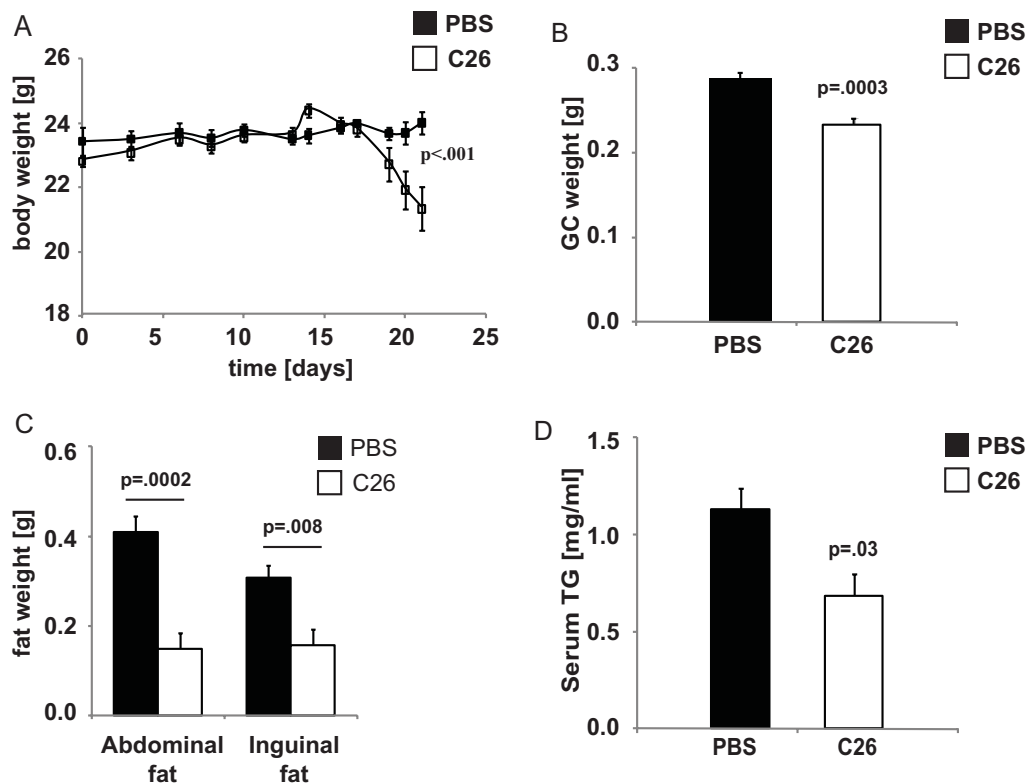 A
PBS
C26
body weight [g]
26
24
22
20
18
p<.001
0 5 10 15 20 25
time [days]
B
PBS
C26
GC weight [g]
0.3
0.2
0.1
0.0
p=.0003
PBS C26
C
PBS
C26
fat weight [g]
0.6
0.4
0.2
0.0
p=.0002
p=.008
Abdominal Inguinal
fat fat
D
PBS
C26
Serum TG [mg/ml]
1.5
1.0
0.5
0.0
p=.03
PBS C26